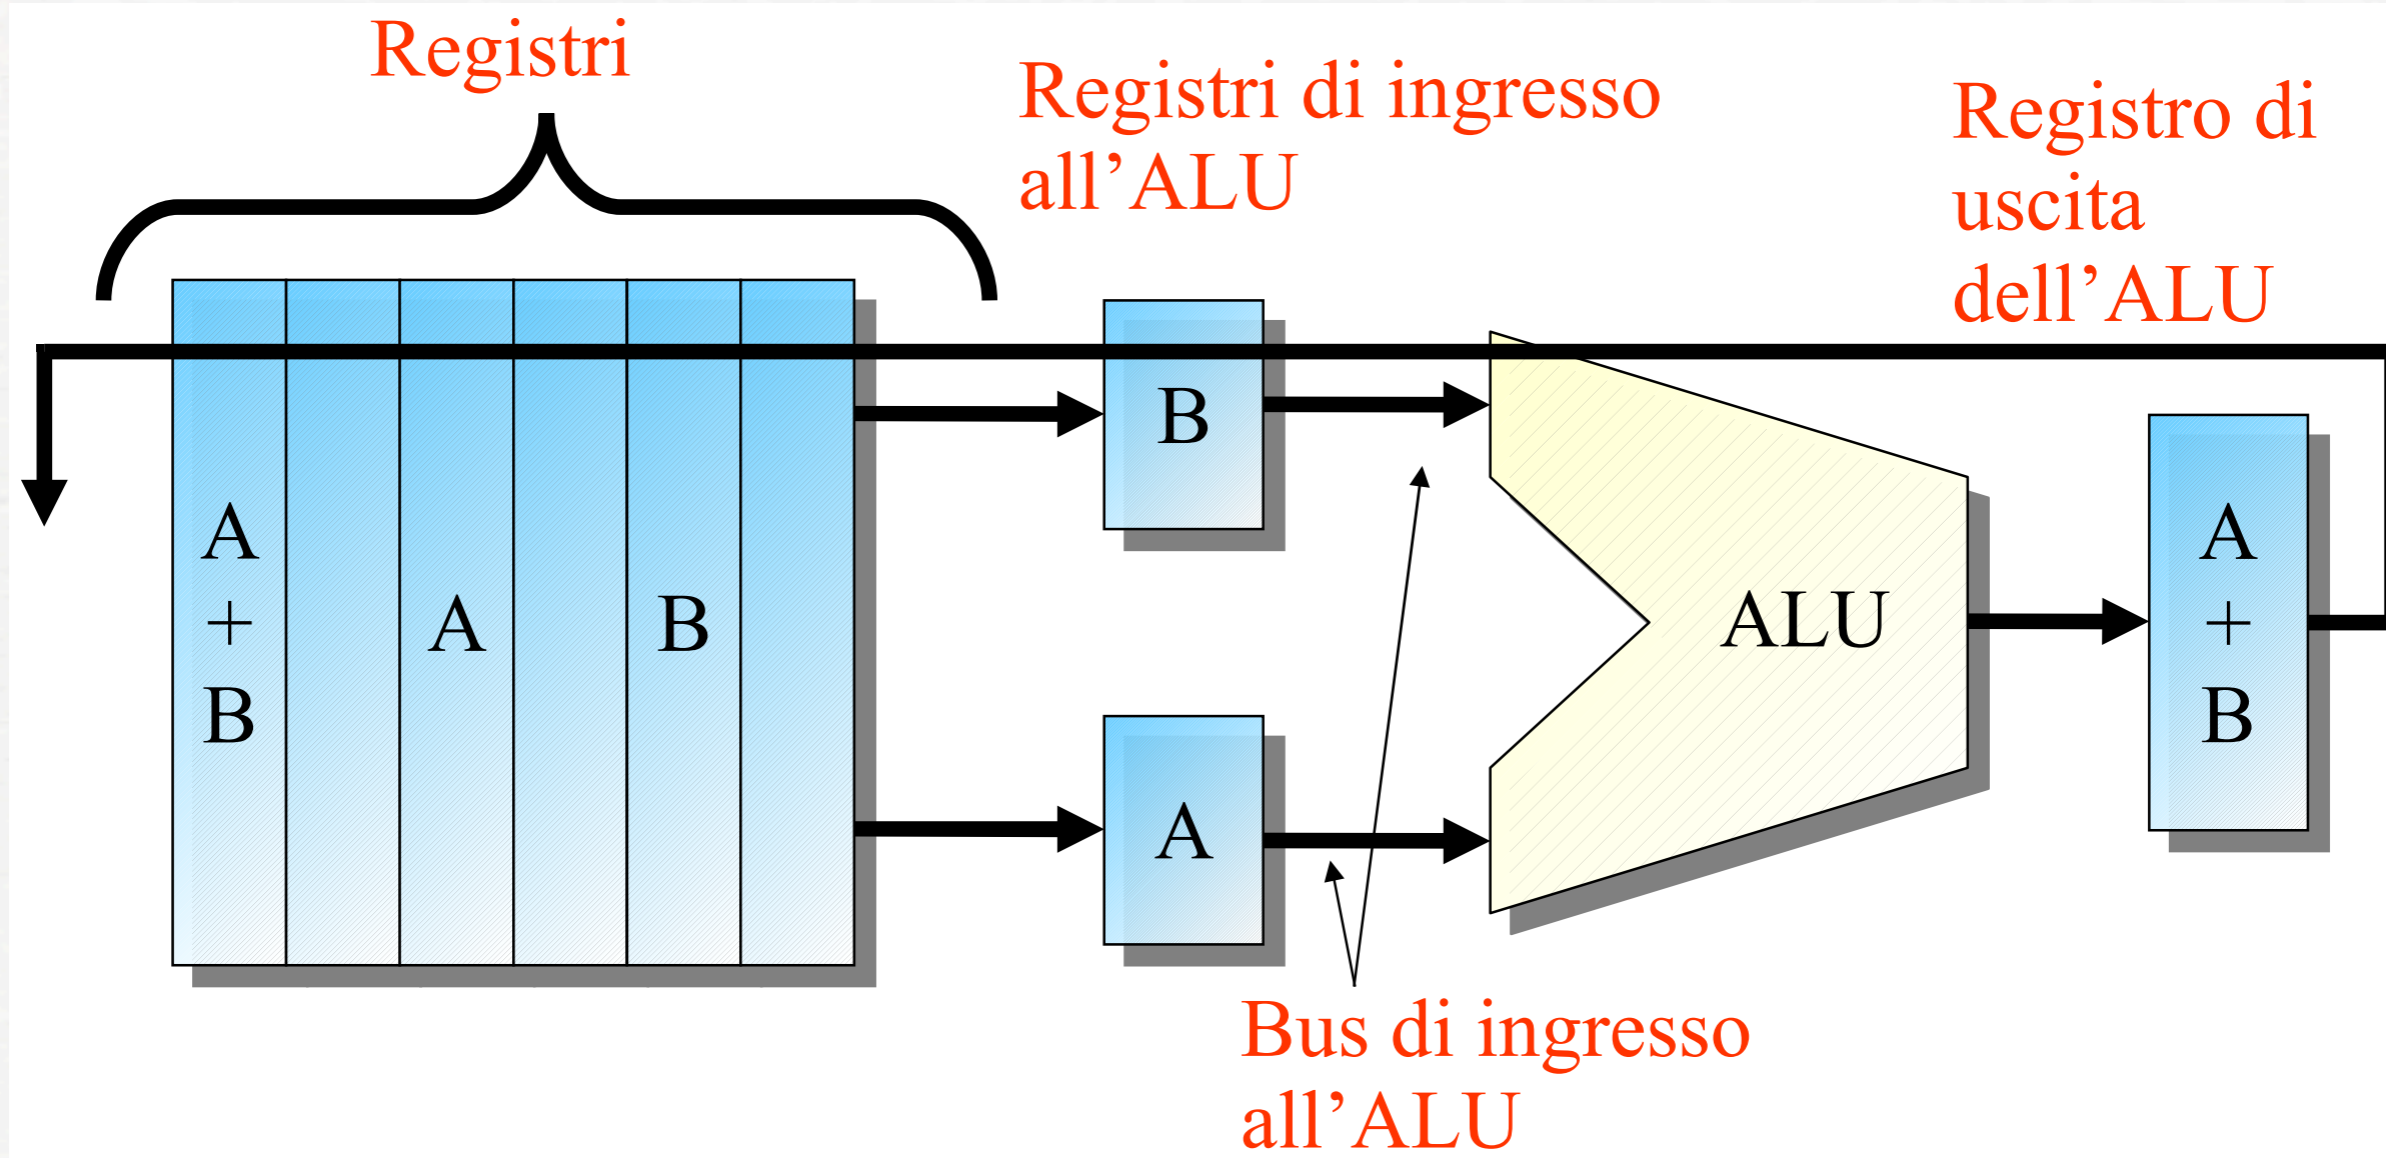 Registri
Registri di ingresso
all’ALU
Registro di
uscita
dell’ALU
A
+
B
A
B
B
A
ALU
A
+
B
Bus di ingresso
all’ALU